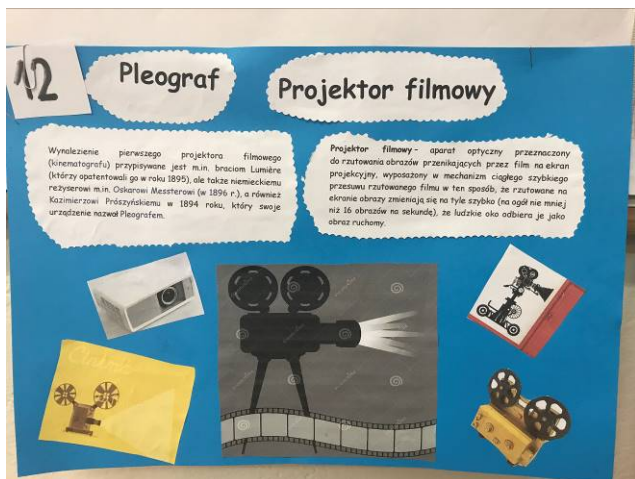 12
Pleograf
Projektor filmowy
Wynalezienie pierwszego projektora filmowego
(kinematografu) przypisywane jest m.in. braciom Lumière
(którzy opatentowali go w roku 1895), ale także niemieckiemu
reżyserowi m.in. Oskarowi Messterowi (w 1896 r.), a również
Kazimierzowi Prószyńskiemu w 1894 roku, który swoje
urządzenie nazwał Pleografem.
Projektor filmowy - aparat optyczny przeznaczony
do rzutowania obrazów przenikających przez film na ekran
projekcyjny, wyposażony w mechanizm ciągłego szybkiego
przesuwu rzutowanego filmu w ten sposób, że rzutowane na
ekranie obrazy zmieniają się na tyle szybko (na ogół nie mniej
niż 16 obrazów na sekundę), że ludzkie oko odbiera je jako
obraz ruchomy.
Cinema